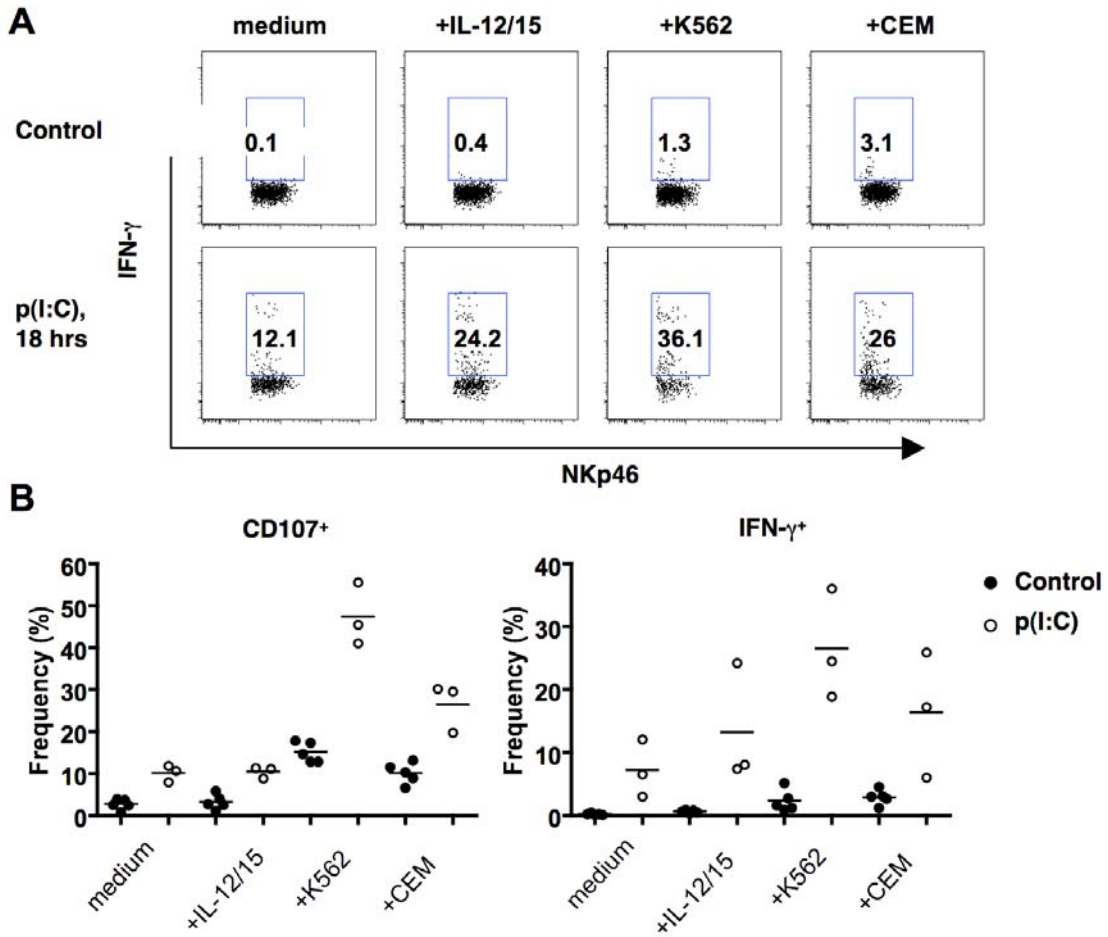 A
medium +IL-12/15 +K562 +CEM
Control
0.1 0.4 1.3 3.1
IFN-γ
p(I:C),
18 hrs
12.1 24.2 36.1 26
NKp46
B
CD107+ IFN-γ+
Frequency (%)
60
50
40
30
20
10
0
medium +IL-12/15 +K562 +CEM
Frequency (%)
40
30
20
10
0
medium +IL-12/15 +K562 +CEM
Control
p(I:C)